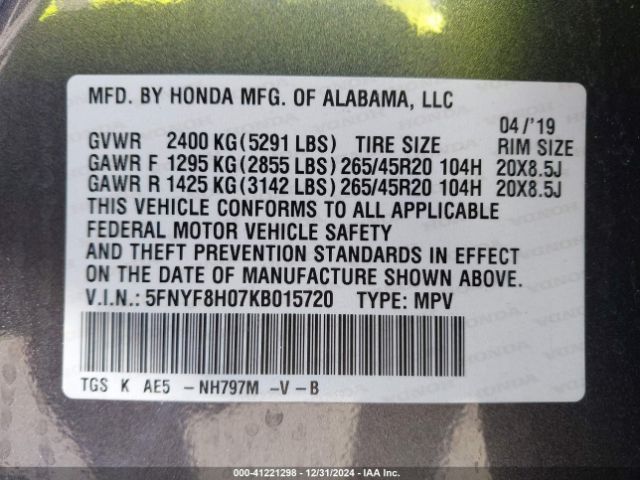 MFD. BY HONDA MFG. OF ALABAMA, LLC
04/'19
GVWR 2400 KG(5291 LBS) TIRE SIZE RIM SIZE
GAWR F 1295 KG(2855 LBS) 265/45R20 104H 20X8.5J
GAWR R 1425 KG(3142 LBS) 265/45R20 104H 20X8.5J
THIS VEHICLE CONFORMS TO ALL APPLICABLE
FEDERAL MOTOR VEHICLE SAFETY
AND THEFT PREVENTION STANDARDS IN EFFECT
ON THE DATE OF MANUFACTURE SHOWN ABOVE.
V.I.N.: 5FNYF8H07KB015720 TYPE: MPV
TGS K AE5 -NH797M -V-B
000-41221298 - 12/31/2024 - IAA Inc.